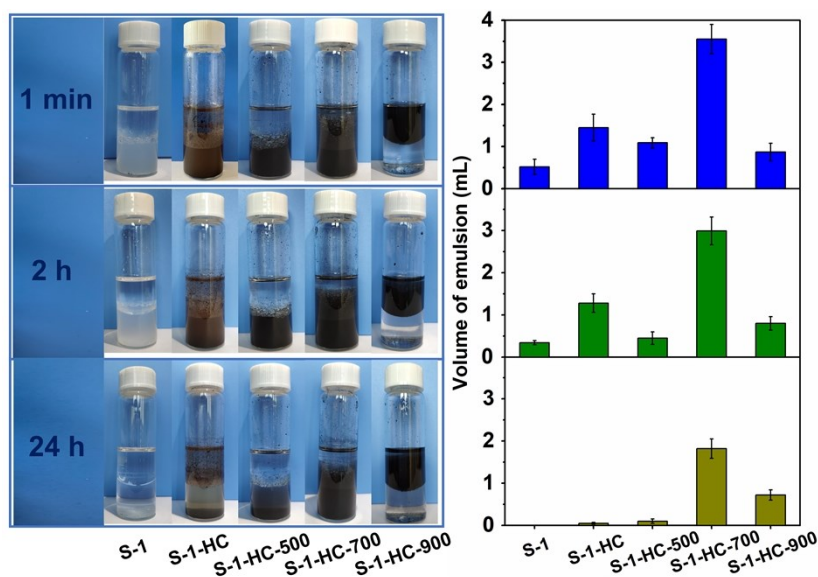 1 min
2 h
24 h
S-1
S-1-HC
S-1-HC-500
S-1-HC-700
S-1-HC-900
Volume of emulsion (mL)
4
3
2
1
0
3
2
1
0
3
2
1
0
S-1
S-1-HC
S-1-HC-500
S-1-HC-700
S-1-HC-900